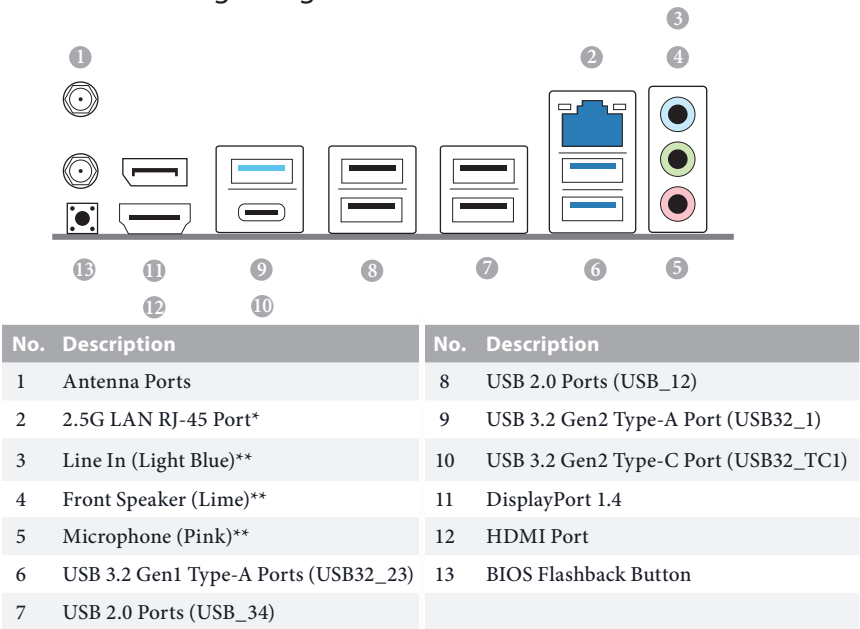 3
1
2
4
13
11
9
8
7
6
5
12
10
No. Description No. Description
1 Antenna Ports 8 USB 2.0 Ports (USB_12)
2 2.5G LAN RJ-45 Port* 9 USB 3.2 Gen2 Type-A Port (USB32_1)
3 Line In (Light Blue)** 10 USB 3.2 Gen2 Type-C Port (USB32_TC1)
4 Front Speaker (Lime)** 11 DisplayPort 1.4
5 Microphone (Pink)** 12 HDMI Port
6 USB 3.2 Gen1 Type-A Ports (USB32_23) 13 BIOS Flashback Button
7 USB 2.0 Ports (USB_34)